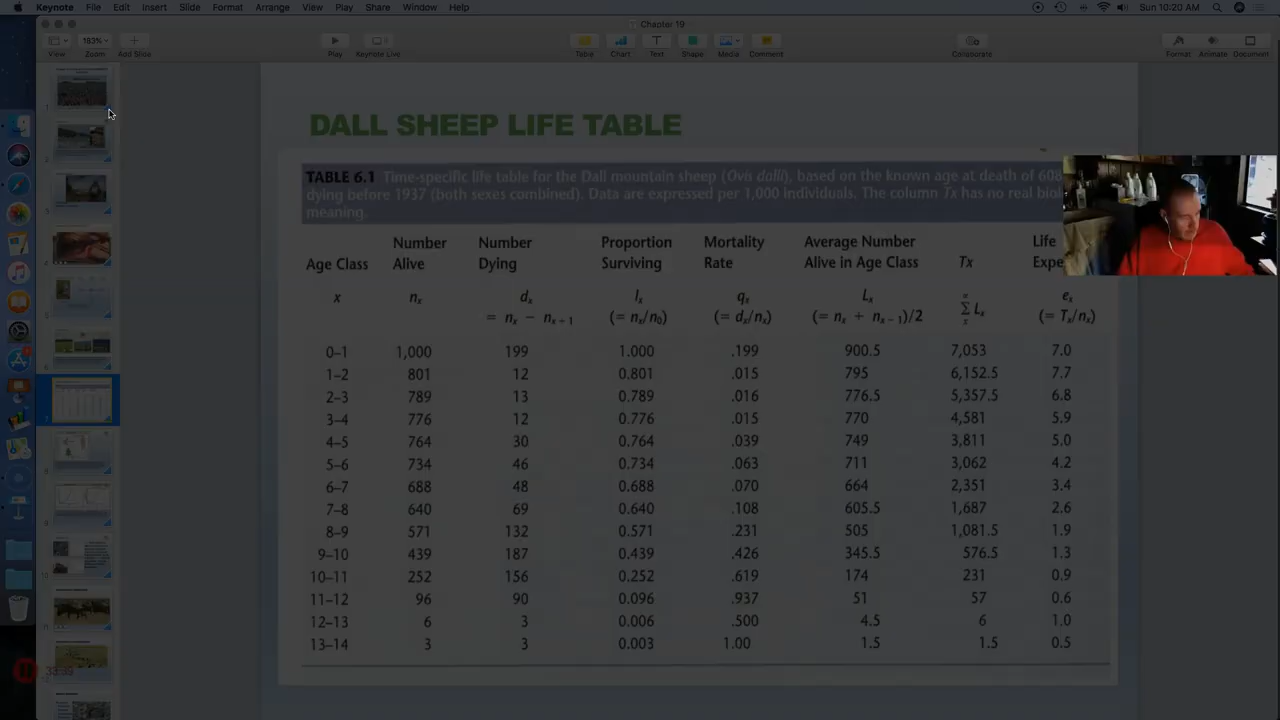 Keynote File Edit Insert Slide Format Arrange View Play Share Window Help Sun 10:20 AM
Chapter 19
183%
View Zoom Add Slide Play Keynote Live Table Chart Text Shape Media Comment Collaborate Format Animate Document
DALL SHEEP LIFE TABLE
TABLE 6.1 Time-specific life table for the Dall mountain sheep (Ovis dalli), based on the known age at death of 608
dying before 1937 (both sexes combined). Data are expressed per 1,000 individuals. The column Tx has no real
meaning.
Number Number Proportion Mortality Average Number Life
Age Class Alive Dying Surviving Rate Alive in Age Class Tx
x nx dx lx qx Lx x∑x Lx ex
= nx − nx+1 (= nx/n0) (= dx/nx) (= nx + nx−1)/2 (= Tx/nx)
0–1 1,000 199 1.000 .199 900.5 7,053 7.0
1–2 801 12 0.801 .015 795 6,152.5 7.7
2–3 789 13 0.789 .016 776.5 5,357.5 6.8
3–4 776 12 0.776 .015 770 4,581 5.9
4–5 764 30 0.764 .039 749 3,811 5.0
5–6 734 46 0.734 .063 711 3,062 4.2
6–7 688 48 0.688 .070 664 2,351 3.4
7–8 640 69 0.640 .108 605.5 1,687 2.6
8–9 571 132 0.571 .231 505 1,081.5 1.9
9–10 439 187 0.439 .426 345.5 576.5 1.3
10–11 252 156 0.252 .619 174 231 0.9
11–12 96 90 0.096 .937 51 57 0.6
12–13 6 3 0.006 .500 4.5 6 1.0
13–14 3 3 0.003 1.00 1.5 1.5 0.5